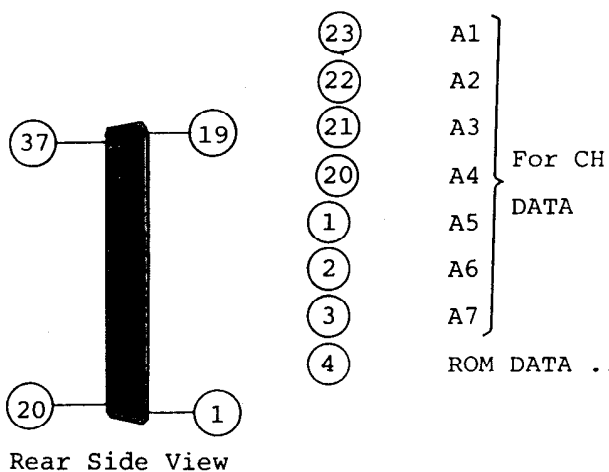 23 A1
22 A2
21 A3
20 A4
1 A5
2 A6
3 A7
For CH
DATA
4 ROM DATA ..
37
19
20
1
Rear Side View